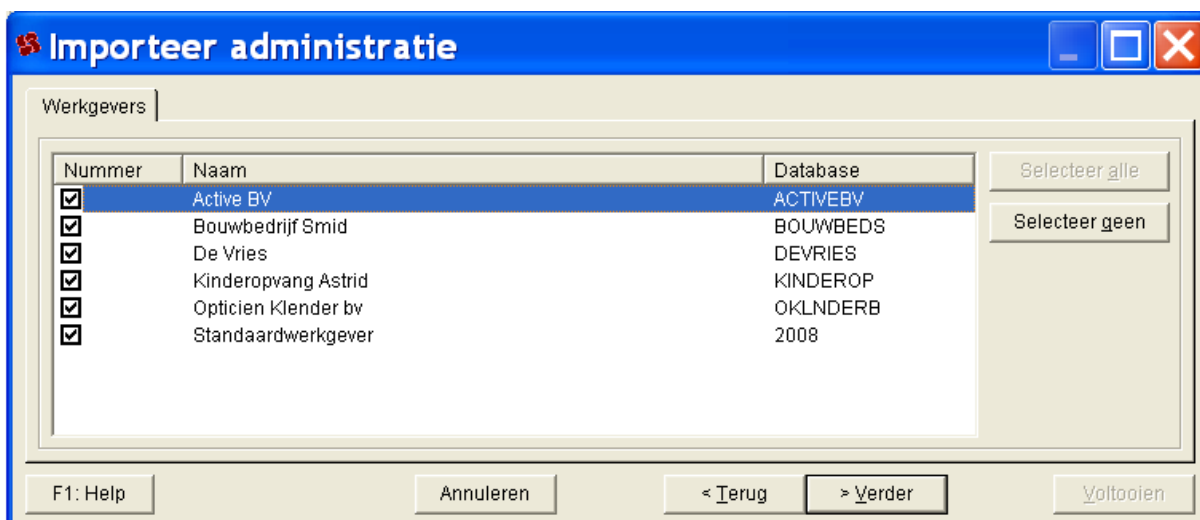 Importeer administratie
Werkgevers
Nummer Naam Database
Active BV ACTIVEBV
Bouwbedrijf Smid BOUWBEDS
De Vries DEVRIES
Kinderopvang Astrid KINDEROP
Opticien Klender bv OKLNDERB
Standaardwerkgever 2008
Selecteer alle
Selecteer geen
F1: Help Annuleren < Terug > Verder Voltooien